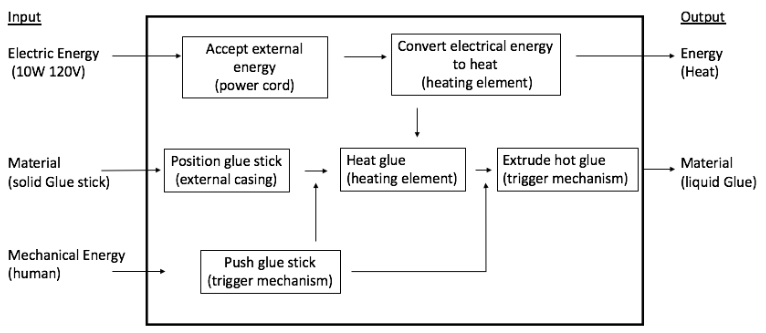 Input
Output
Electric Energy
(10W 120V)
Accept external
energy
(power cord)
Convert electrical energy
to heat
(heating element)
Energy
(Heat)
Material
(solid Glue stick)
Position glue stick
(external casing)
Heat glue
(heating element)
Extrude hot glue
(trigger mechanism)
Material
(liquid Glue)
Mechanical Energy
(human)
Push glue stick
(trigger mechanism)